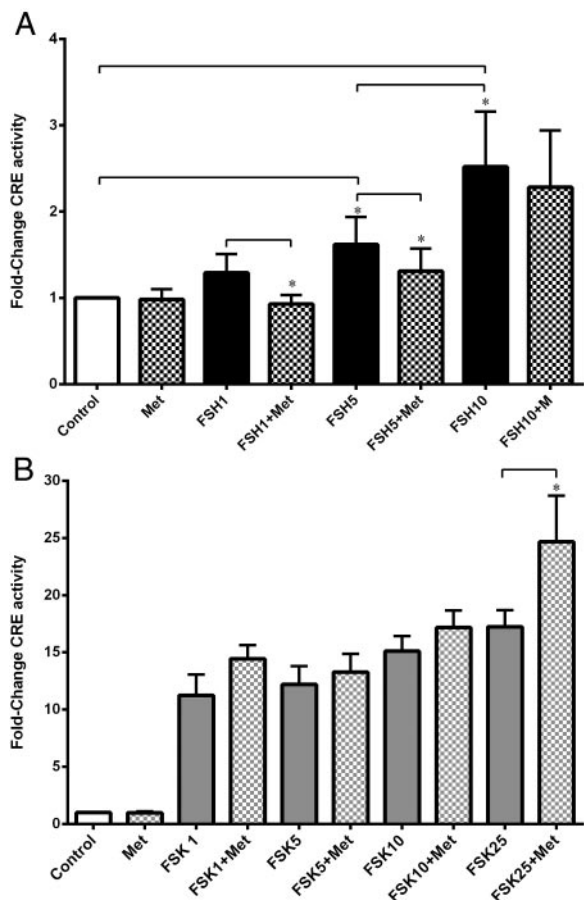 A
Fold-Change CRE activity
4
3
2
1
0
*
*
*
*
Control
Met
FSH1
FSH1+Met
FSH5
FSH5+Met
FSH10
FSH10+M
B
Fold-Change CRE activity
30
25
20
15
10
5
0
*
Control
Met
FSK 1
FSK1+Met
FSK5
FSK5+Met
FSK10
FSK10+Met
FSK25
FSK25+Met